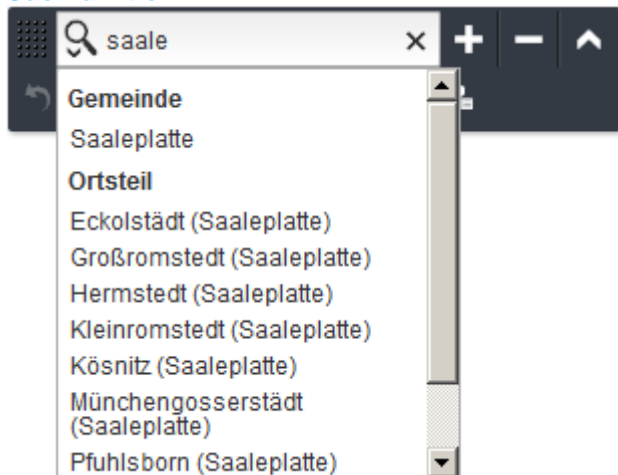 saale
Gemeinde
Saaleplatte
Ortsteil
Eckolstädt (Saaleplatte)
Großromstedt (Saaleplatte)
Hermstedt (Saaleplatte)
Kleinromstedt (Saaleplatte)
Kösnitz (Saaleplatte)
Münchengosserstädt
(Saaleplatte)
Pfuhlsborn (Saaleplatte)